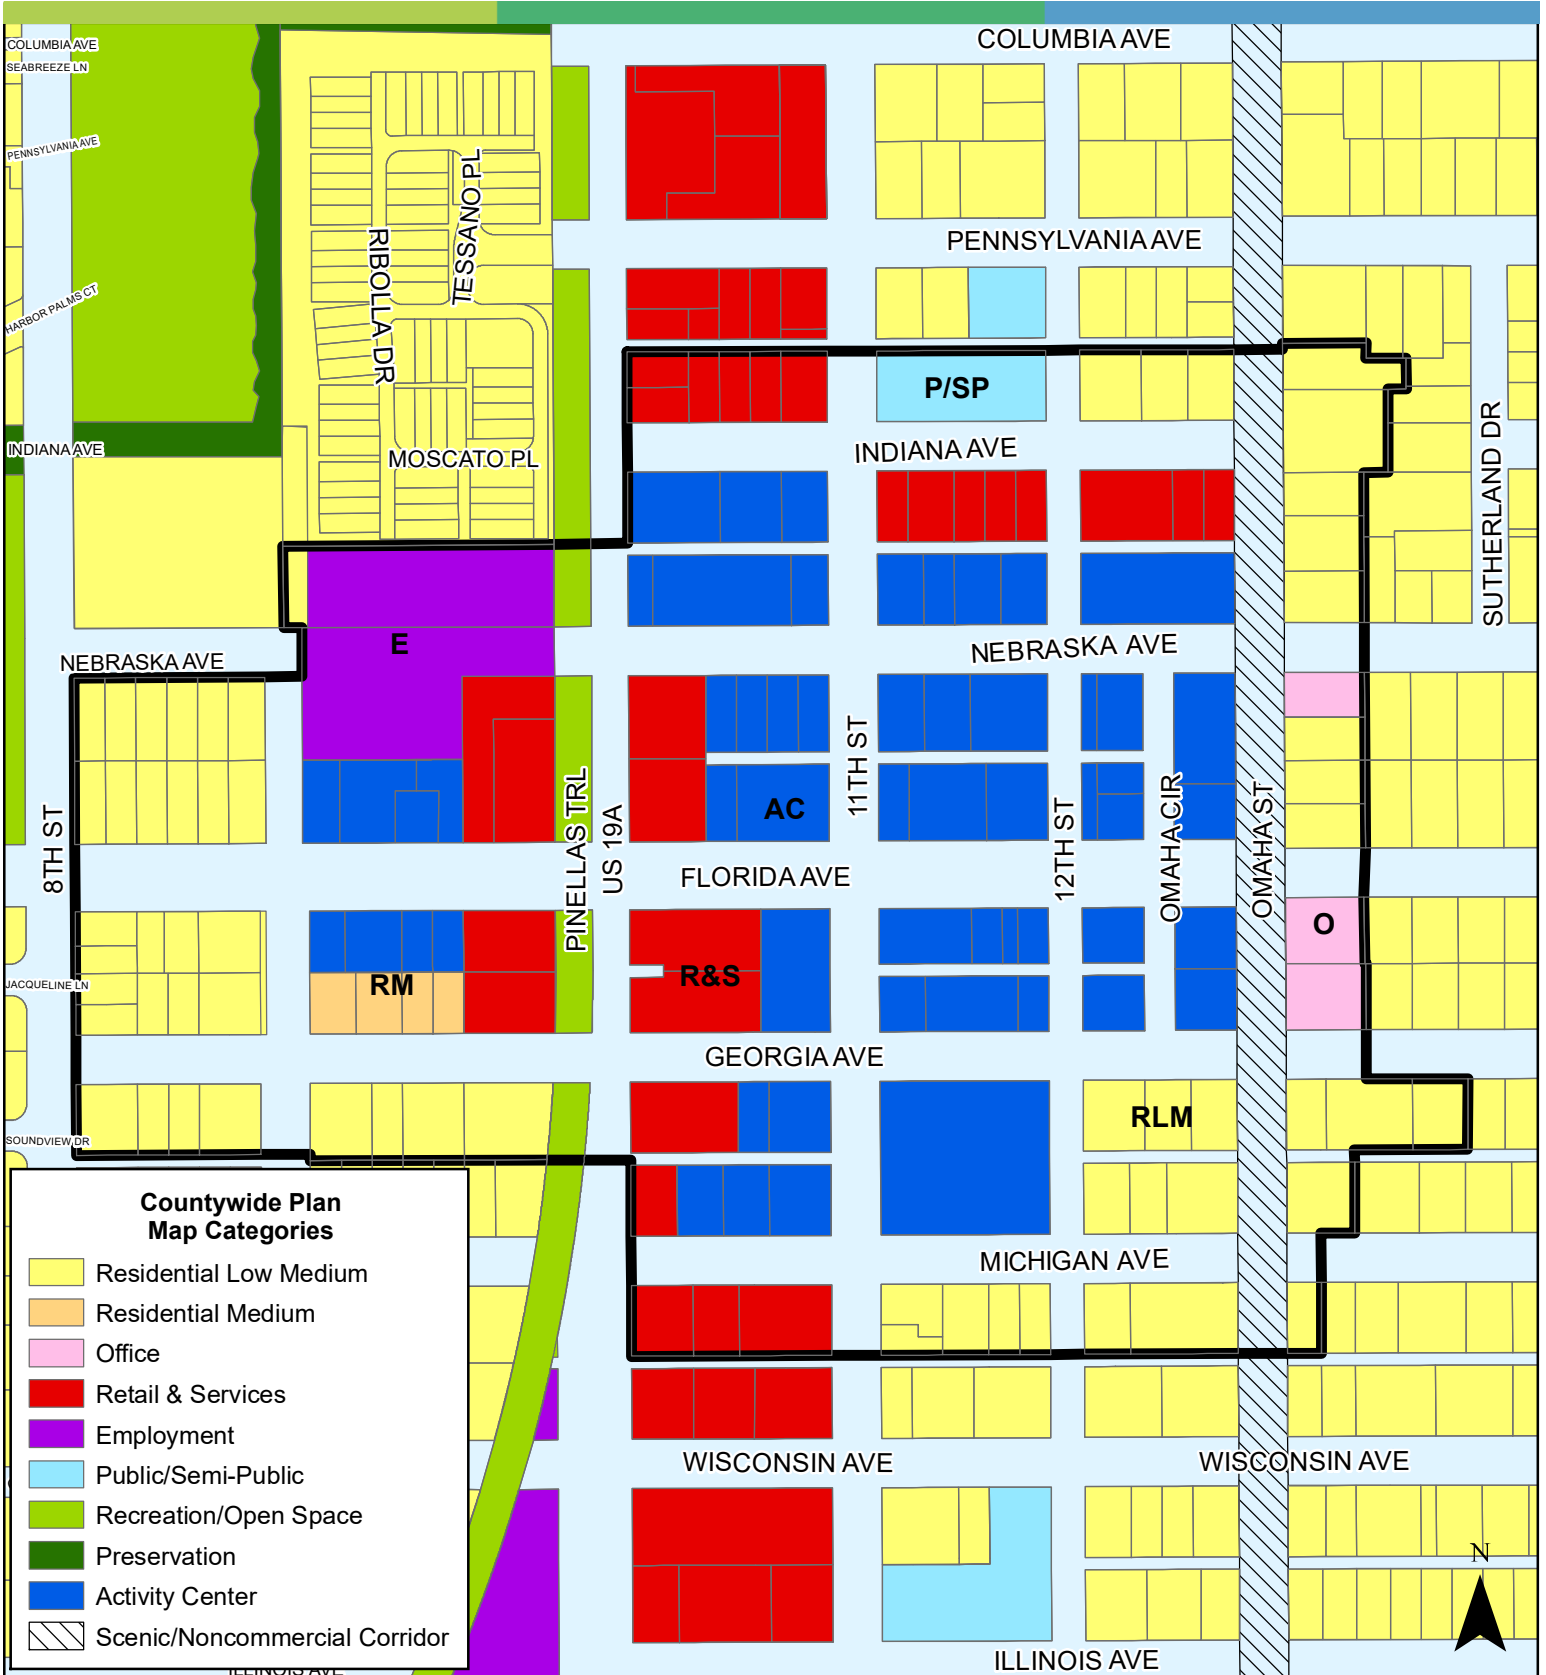 COLUMBIA AVE
COLUMBIA AVE
SEABREEZE LN
PENNSYLVANIA AVE
TESSANO PL
RIBOLLA DR
PENNSYLVANIA AVE
HARBOR PALMS CT
P/SP
INDIANA AVE
INDIANA AVE
MOSCATO PL
SUTHERLAND DR
E
NEBRASKA AVE
NEBRASKA AVE
8TH ST
PINELLAS TRL
US 19A
AC
11TH ST
12TH ST
OMAHA CIR
OMAHA ST
FLORIDA AVE
O
JACQUELINE LN
RM
R&S
GEORGIA AVE
RLM
SOUNDVIEW DR
MICHIGAN AVE
Countywide Plan
Map Categories
Residential Low Medium
Residential Medium
Office
Retail & Services
Employment
Public/Semi-Public
Recreation/Open Space
Preservation
Activity Center
Scenic/Noncommercial Corridor
WISCONSIN AVE
WISCONSIN AVE
N
ILLINOIS AVE
ILLINOIS AVE